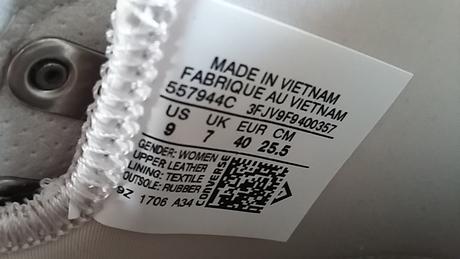 MADE IN VIETNAM
FABRIQUE AU VIETNAM
557944C 3FJV9F9400357
US UK EUR CM
9 7 40 25.5
GENDER: WOMEN
UPPER LEATHER
LINING: TEXTILE
OUTSOLE: RUBBER
CONVERSE
9Z 1706 A34